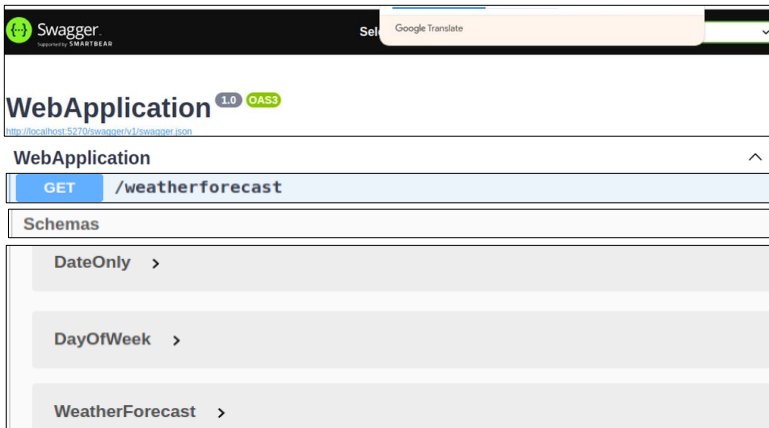 Swagger.
Supported by SMARTBEAR
Sel
Google Translate
WebApplication 1.0 OAS3
http://localhost:5270/swagger/v1/swagger.json
WebApplication
GET /weatherforecast
Schemas
DateOnly
DayOfWeek
WeatherForecast